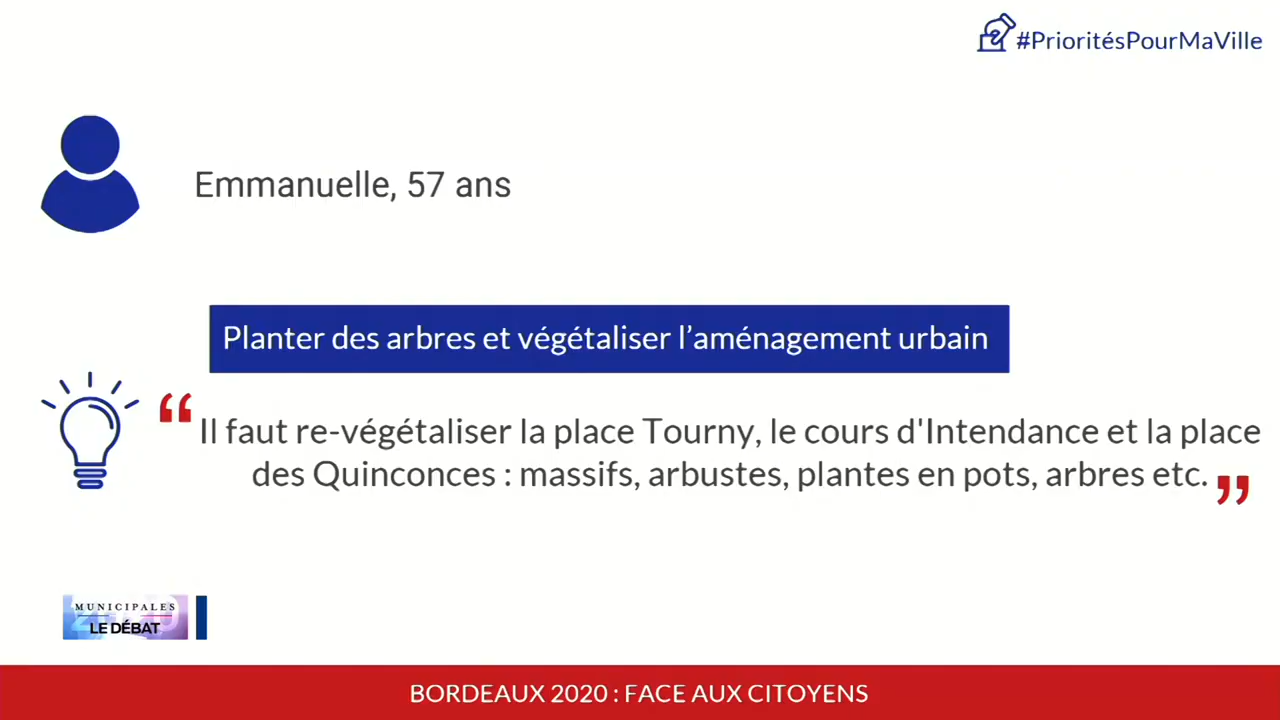 #PrioritésPourMaVille
Emmanuelle, 57 ans
Planter des arbres et végétaliser l’aménagement urbain
“Il faut re-végétaliser la place Tourny, le cours d'Intendance et la place
des Quinconces : massifs, arbustes, plantes en pots, arbres etc.”
MUNICIPALES
2020
LE DÉBAT
BORDEAUX 2020 : FACE AUX CITOYENS